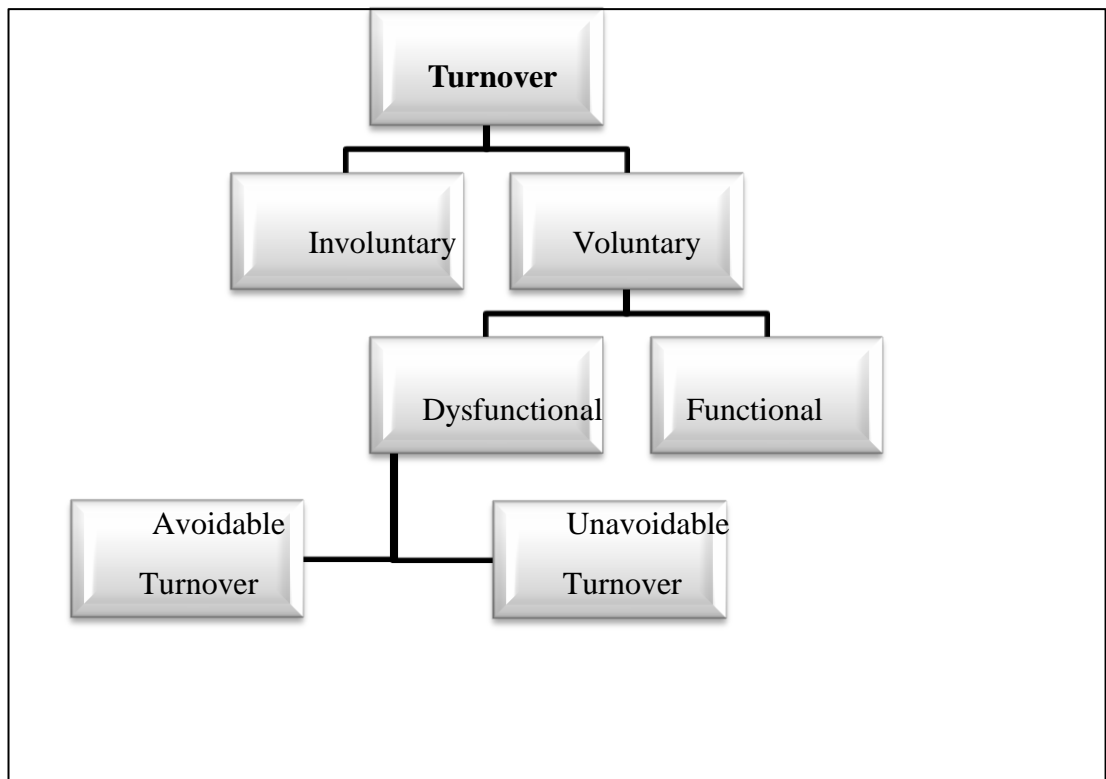 Turnover
Involuntary
Voluntary
Dysfunctional
Functional
Avoidable
Turnover
Unavoidable
Turnover